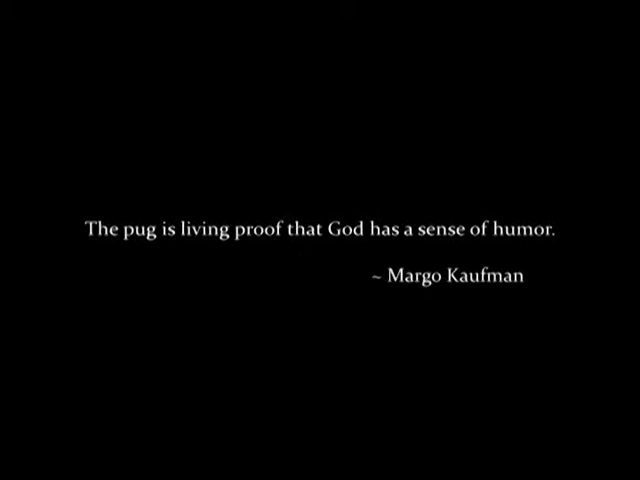 The pug is living proof that God has a sense of humor.
~ Margo Kaufman